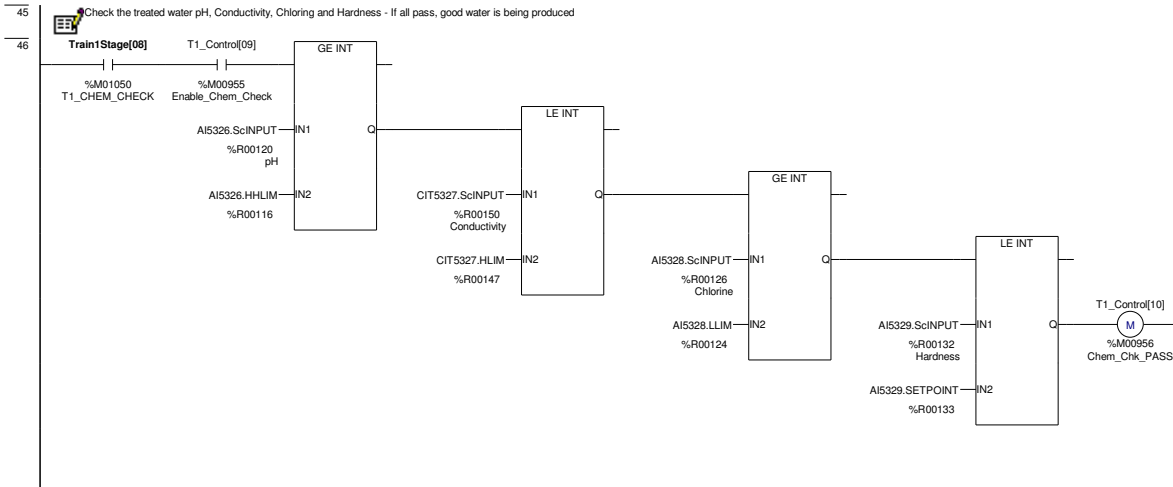 45
Check the treated water pH, Conductivity, Chloring and Hardness - If all pass, good water is being produced
46
Train1Stage[08]
T1_Control[09]
%M01050
T1_CHEM_CHECK
%M00955
Enable_Chem_Check
GE INT
AI5326.ScINPUT
IN1
Q
%R00120
pH
AI5326.HHLIM
IN2
%R00116
LE INT
CIT5327.ScINPUT
IN1
Q
%R00150
Conductivity
CIT5327.HLIM
IN2
%R00147
GE INT
AI5328.ScINPUT
IN1
Q
%R00126
Chlorine
AI5328.LLIM
IN2
%R00124
LE INT
AI5329.ScINPUT
IN1
Q
%R00132
Hardness
AI5329.SETPOINT
IN2
%R00133
T1_Control[10]
M
%M00956
Chem_Chk_PASS